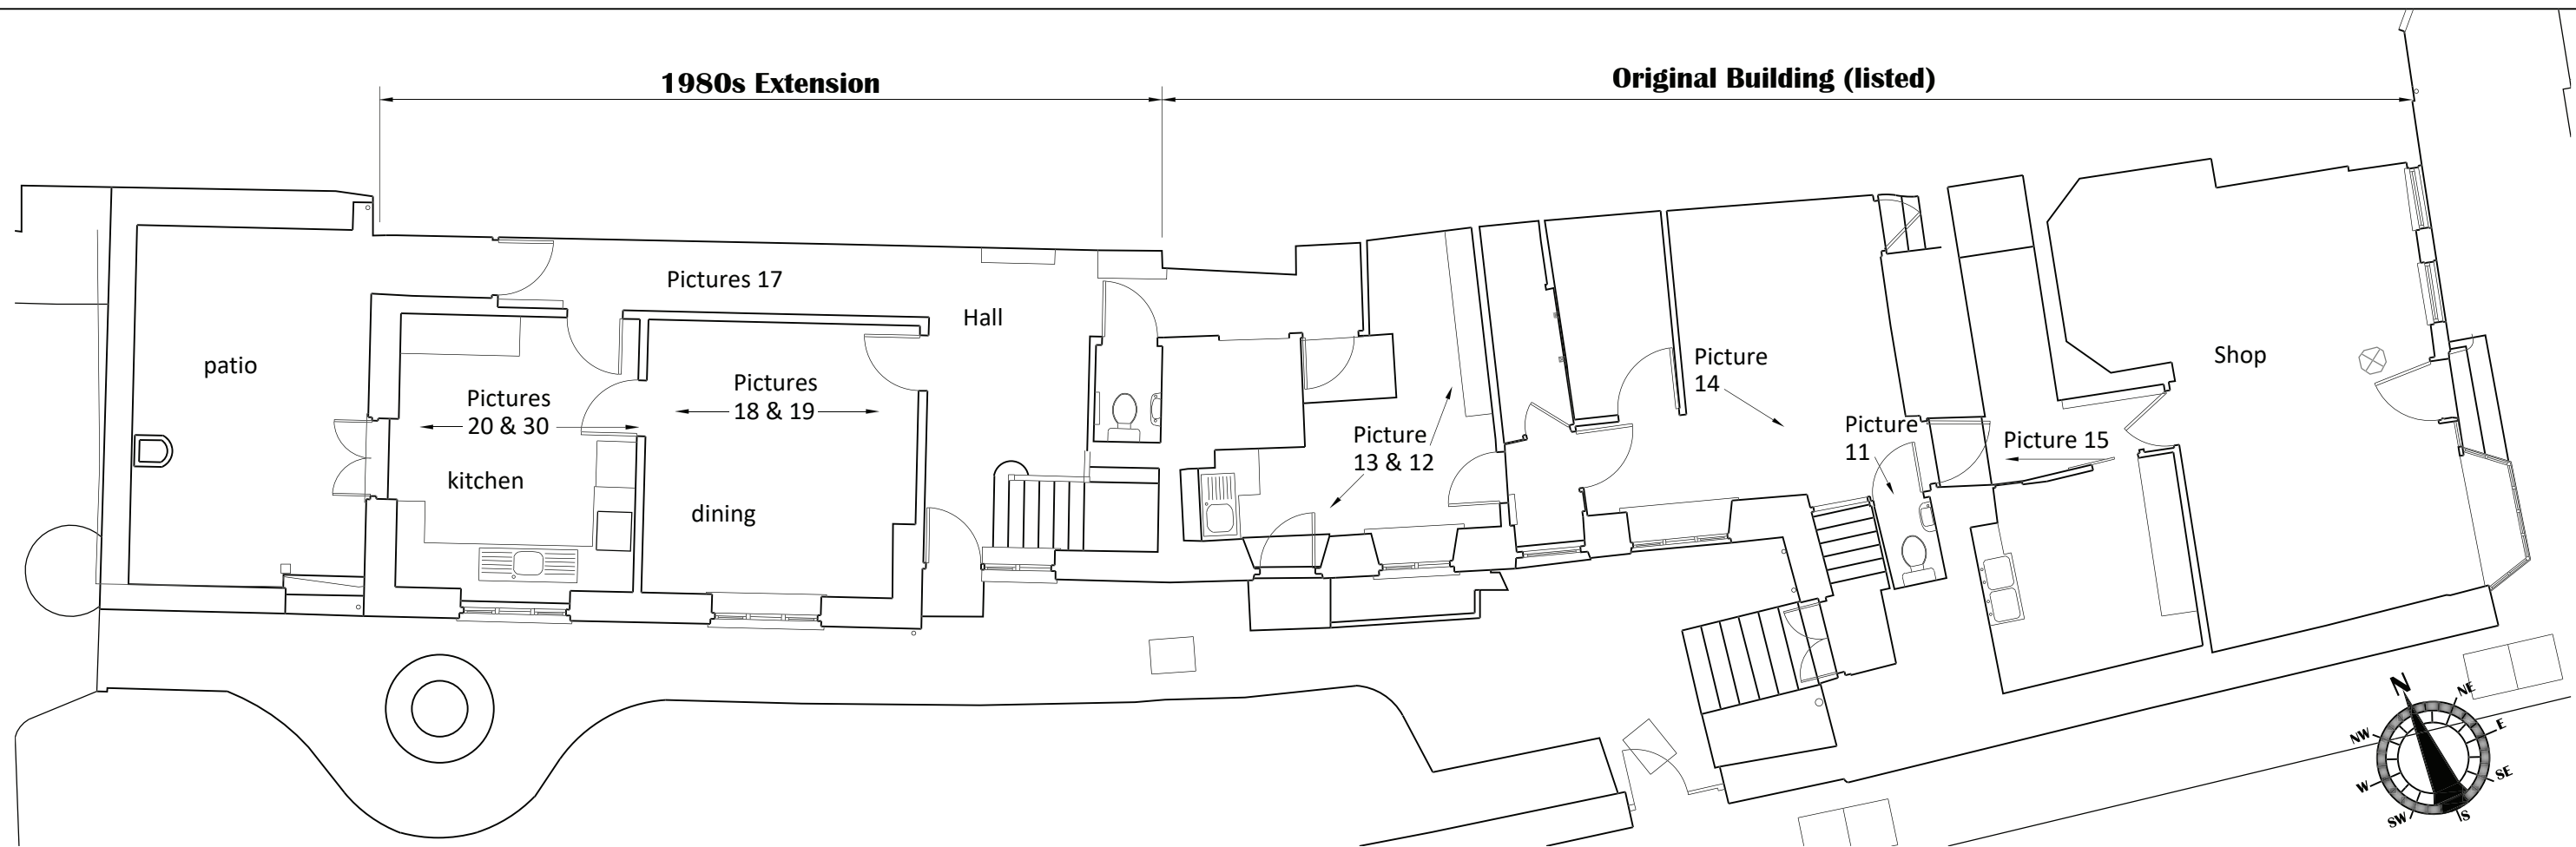 1980s Extension
Original Building (listed)
Pictures 17
Hall
patio
Pictures
20 & 30
kitchen
Pictures
18 & 19
dining
Picture
13 & 12
Picture
14
Picture
11
Picture 15
Shop
N
NE
E
SE
S
SW
W
NW